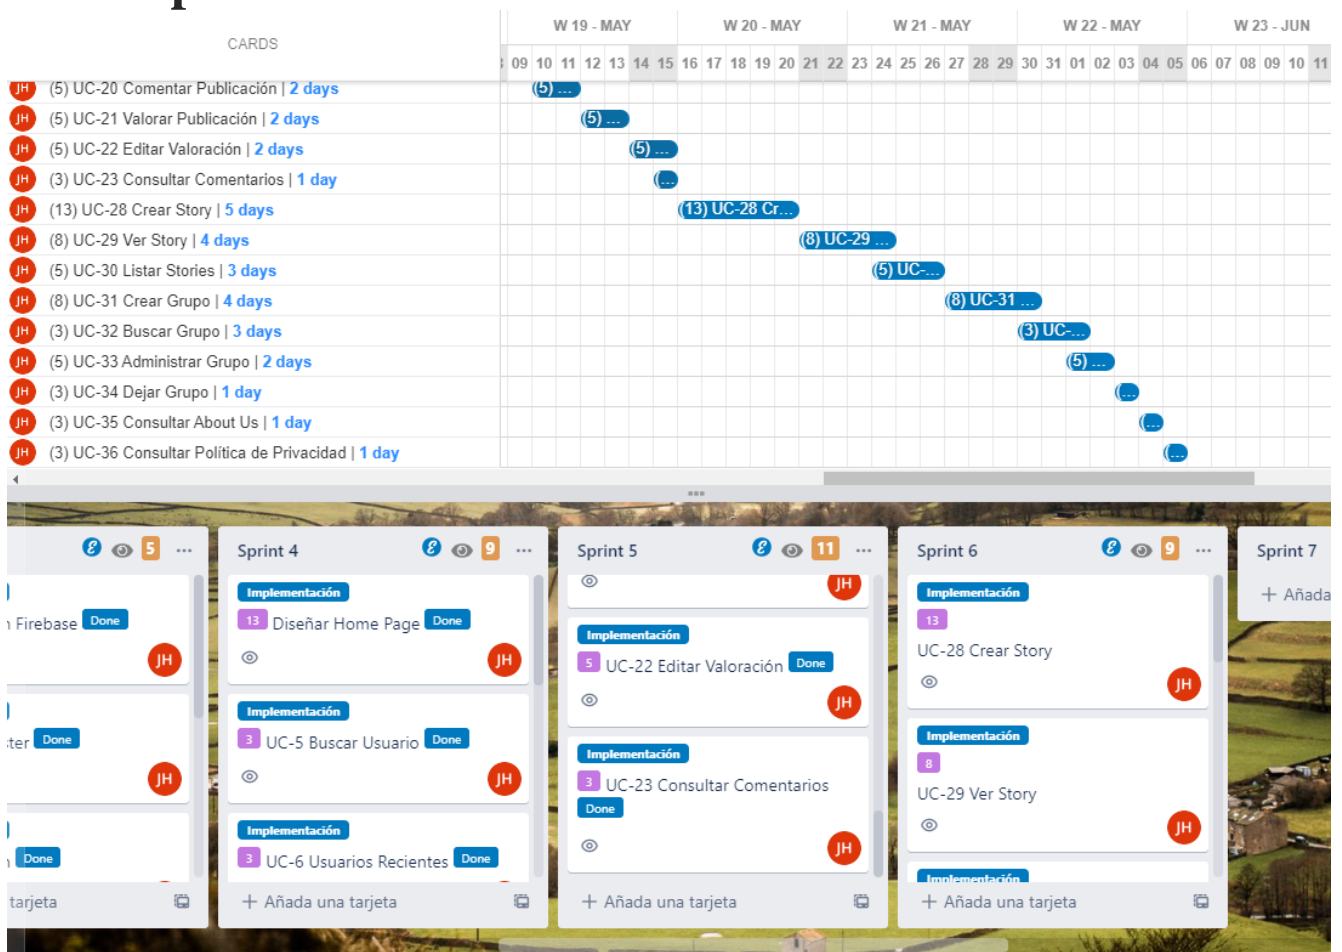 CARDS
W 19 - MAY W 20 - MAY W 21 - MAY W 22 - MAY W 23 - JUN
09 10 11 12 13 14 15 16 17 18 19 20 21 22 23 24 25 26 27 28 29 30 31 01 02 03 04 05 06 07 08 09 10 11
JH (5) UC-20 Comentar Publicación | 2 days (5) ...
JH (5) UC-21 Valorar Publicación | 2 days (5) ...
JH (5) UC-22 Editar Valoración | 2 days (5) ...
JH (3) UC-23 Consultar Comentarios | 1 day (...
JH (13) UC-28 Crear Story | 5 days (13) UC-28 Cr...
JH (8) UC-29 Ver Story | 4 days (8) UC-29 ...
JH (5) UC-30 Listar Stories | 3 days (5) UC-...
JH (8) UC-31 Crear Grupo | 4 days (8) UC-31 ...
JH (3) UC-32 Buscar Grupo | 3 days (3) UC-...
JH (5) UC-33 Administrar Grupo | 2 days (5) ...
JH (3) UC-34 Dejar Grupo | 1 day (...
JH (3) UC-35 Consultar About Us | 1 day (...
JH (3) UC-36 Consultar Política de Privacidad | 1 day (...
5 ...
Firebase Done
JH
ter Done
JH
Done
tarjeta
Sprint 4 9 ...
Implementación
13 Diseñar Home Page Done
JH
Implementación
3 UC-5 Buscar Usuario Done
JH
Implementación
3 UC-6 Usuarios Recientes Done
+ Añada una tarjeta
Sprint 5 11 ...
JH
Implementación
5 UC-22 Editar Valoración Done
JH
Implementación
3 UC-23 Consultar Comentarios
Done
JH
+ Añada una tarjeta
Sprint 6 9 ...
Implementación
13
UC-28 Crear Story
JH
Implementación
8
UC-29 Ver Story
JH
Implementación
+ Añada una tarjeta
Sprint 7
+ Añada